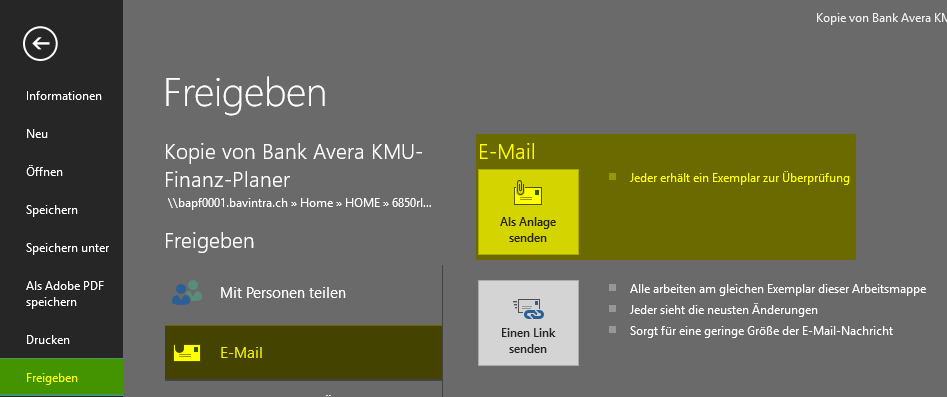 Kopie von Bank Avera KM
Informationen
Neu
Öffnen
Speichern
Speichern unter
Als Adobe PDF
speichern
Drucken
Freigeben
Freigeben
Kopie von Bank Avera KMU-
Finanz-Planer
\\bapf0001.bavintra.ch » Home » HOME » 6850rl...
Freigeben
Mit Personen teilen
E-Mail
E-Mail
Als Anlage
senden
Jeder erhält ein Exemplar zur Überprüfung
Einen Link
senden
Alle arbeiten am gleichen Exemplar dieser Arbeitsmappe
Jeder sieht die neusten Änderungen
Sorgt für eine geringe Größe der E-Mail-Nachricht